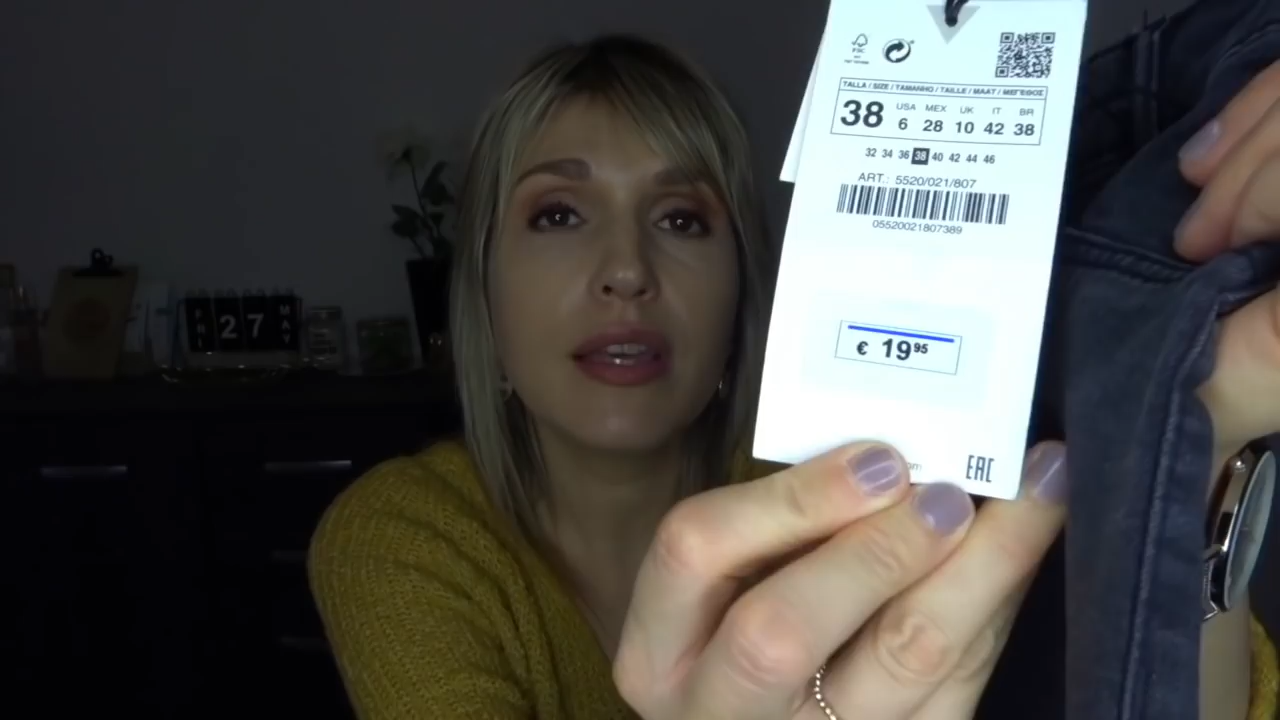 FRI 27 MAY
FSC
TALLA / SIZE / TAMANHO / TAILLE / MAAT / ΜΕΓΕΘΟΣ
38
USA MEX UK IT BR
6 28 10 42 38
32 34 36 38 40 42 44 46
ART.: 5520/021/807
05520021807389
€ 19 95
EAC